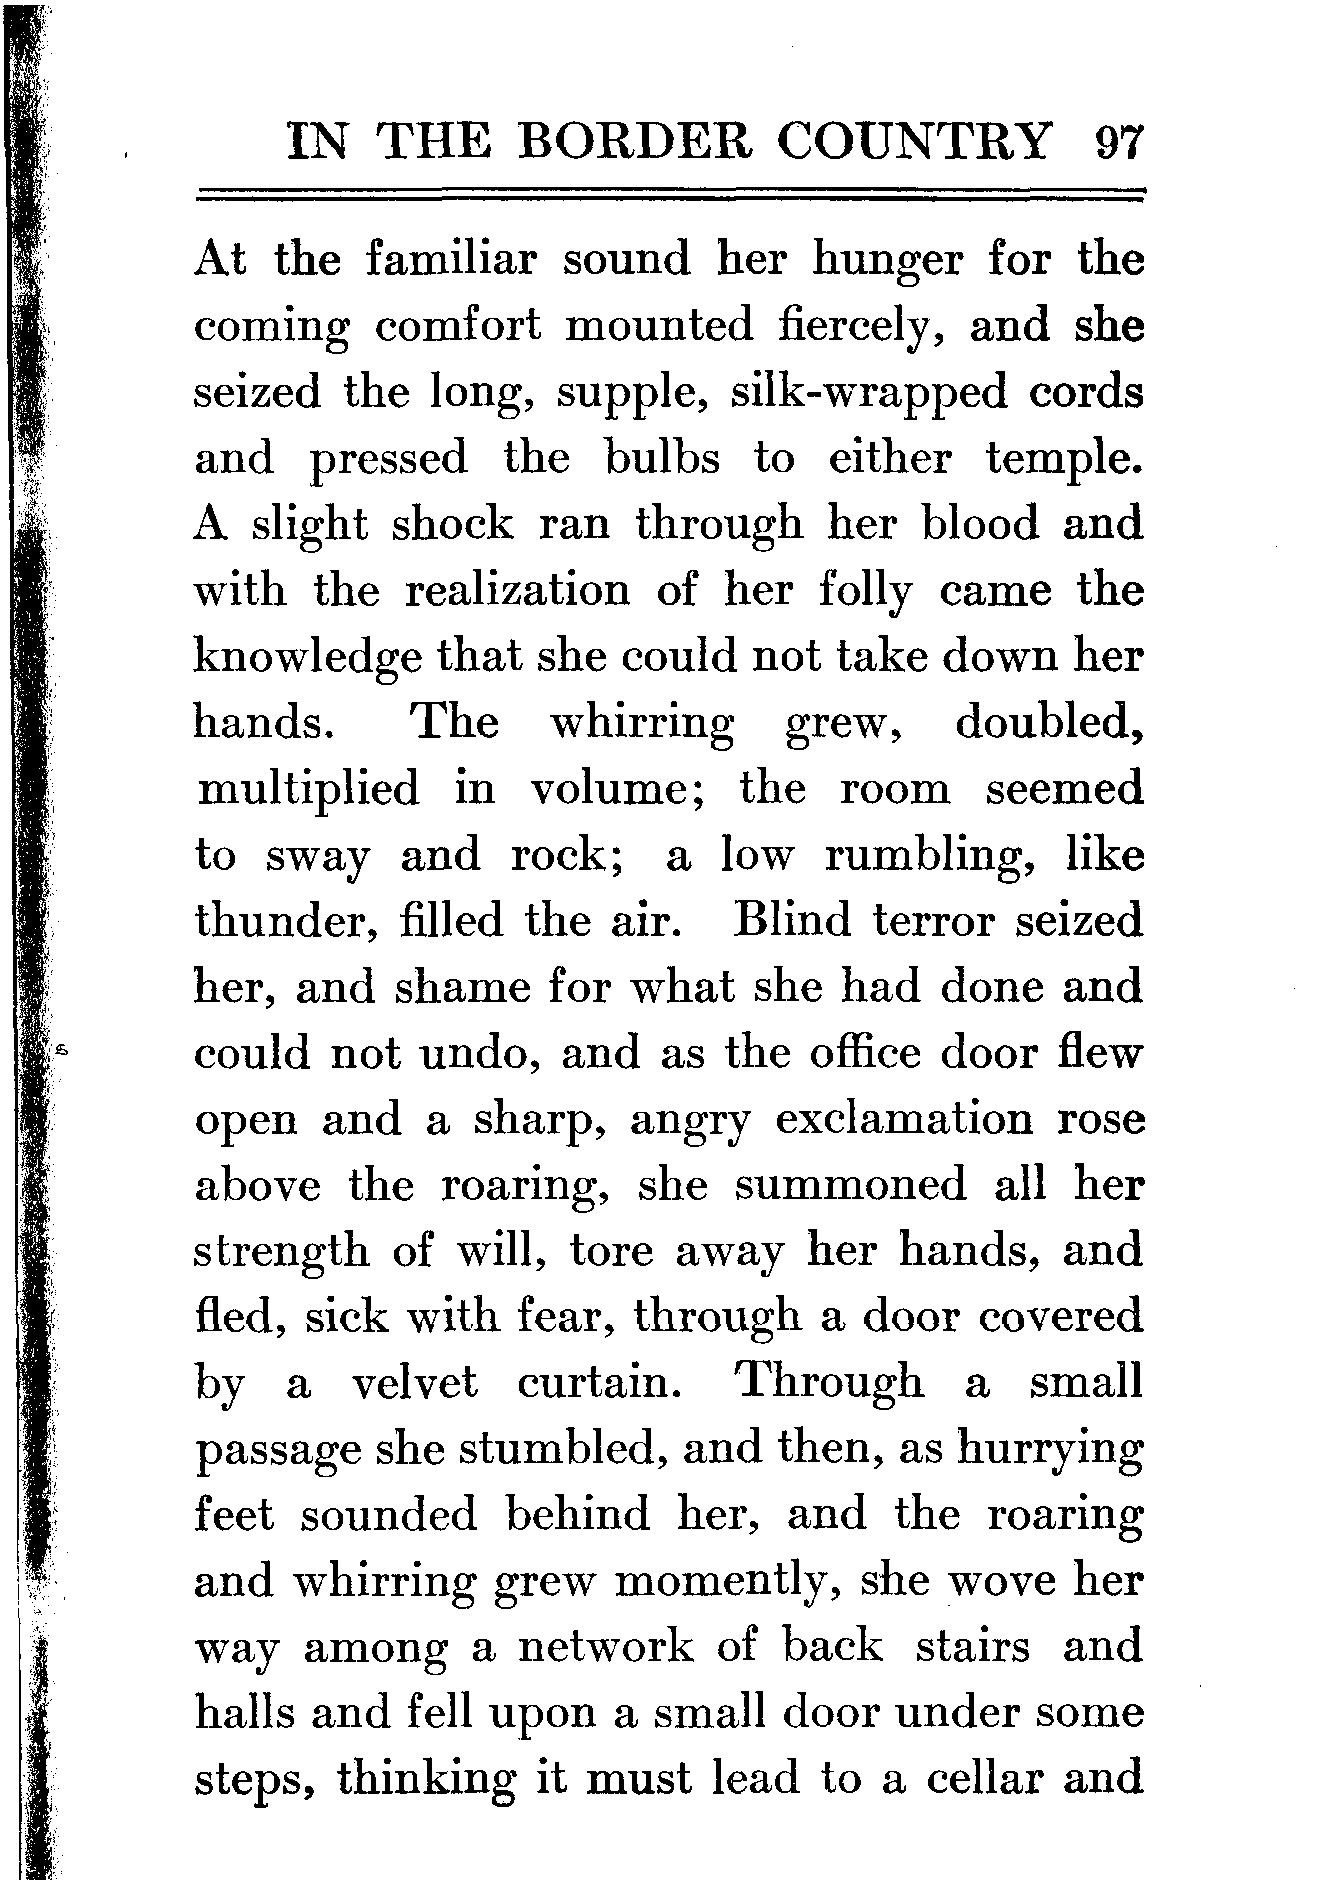 IN THE BORDER COUNTRY 97
At the familiar sound her hunger for the
coming comfort mounted fiercely, and she
seized the long, supple, silk-wrapped cords
and pressed the bulbs to either temple.
A slight shock ran through her blood and
with the realization of her folly came the
knowledge that she could not take down her
hands. The whirring grew, doubled,
multiplied in volume; the room seemed
to sway and rock; a low rumbling, like
thunder, filled the air. Blind terror seized
her, and shame for what she had done and
could not undo, and as the office door flew
open and a sharp, angry exclamation rose
above the roaring, she summoned all her
strength of will, tore away her hands, and
fled, sick with fear, through a door covered
by a velvet curtain. Through a small
passage she stumbled, and then, as hurrying
feet sounded behind her, and the roaring
and whirring grew momently, she wove her
way among a network of back stairs and
halls and fell upon a small door under some
steps, thinking it must lead to a cellar and